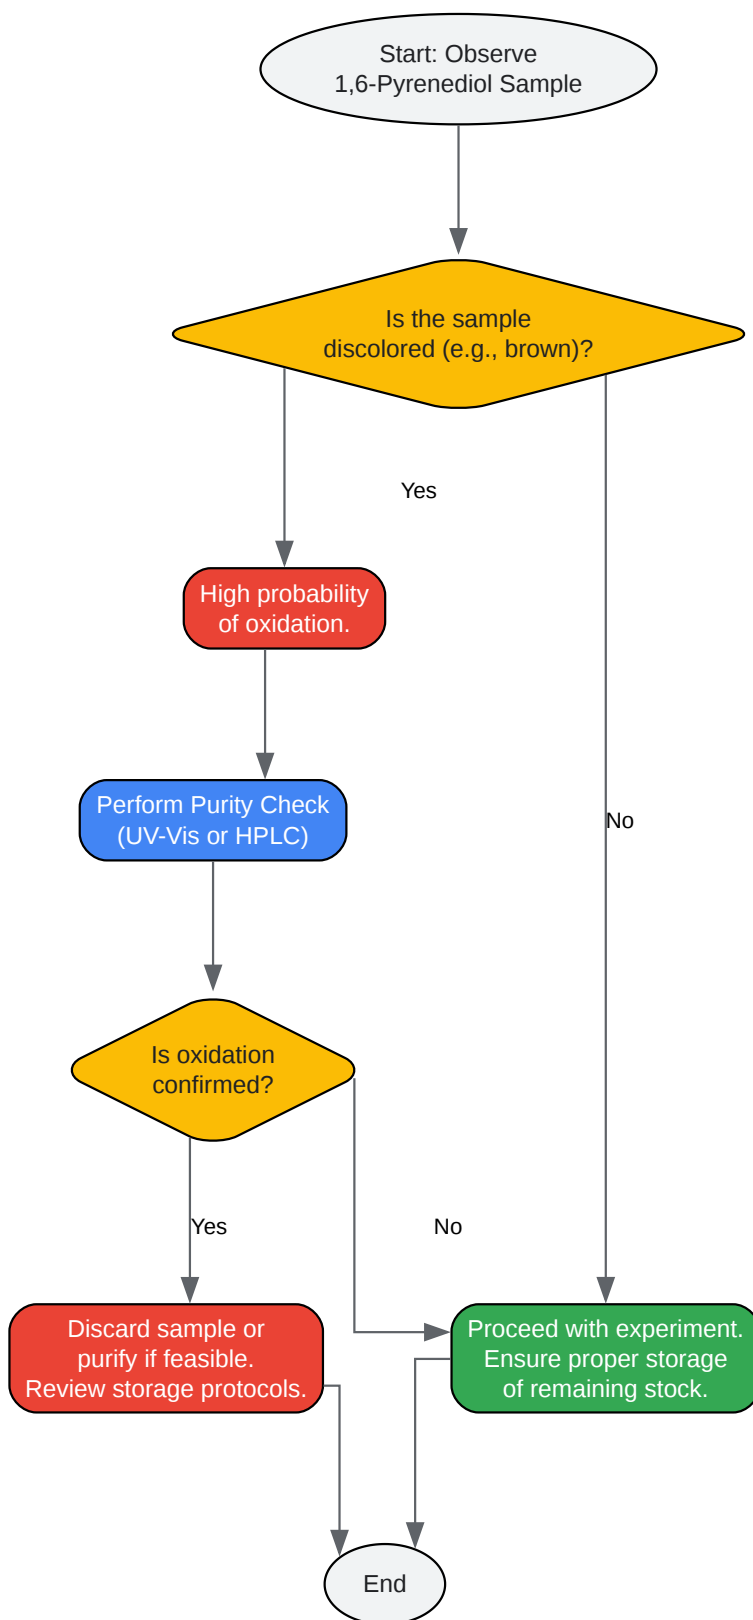 Start: Observe
1,6-Pyrenediol Sample
Is the sample
discolored (e.g., brown)?
Yes
High probability
of oxidation.
Perform Purity Check
(UV-Vis or HPLC)
No
Is oxidation
confirmed?
Yes
No
Discard sample or
purify if feasible.
Review storage protocols.
Proceed with experiment.
Ensure proper storage
of remaining stock.
End